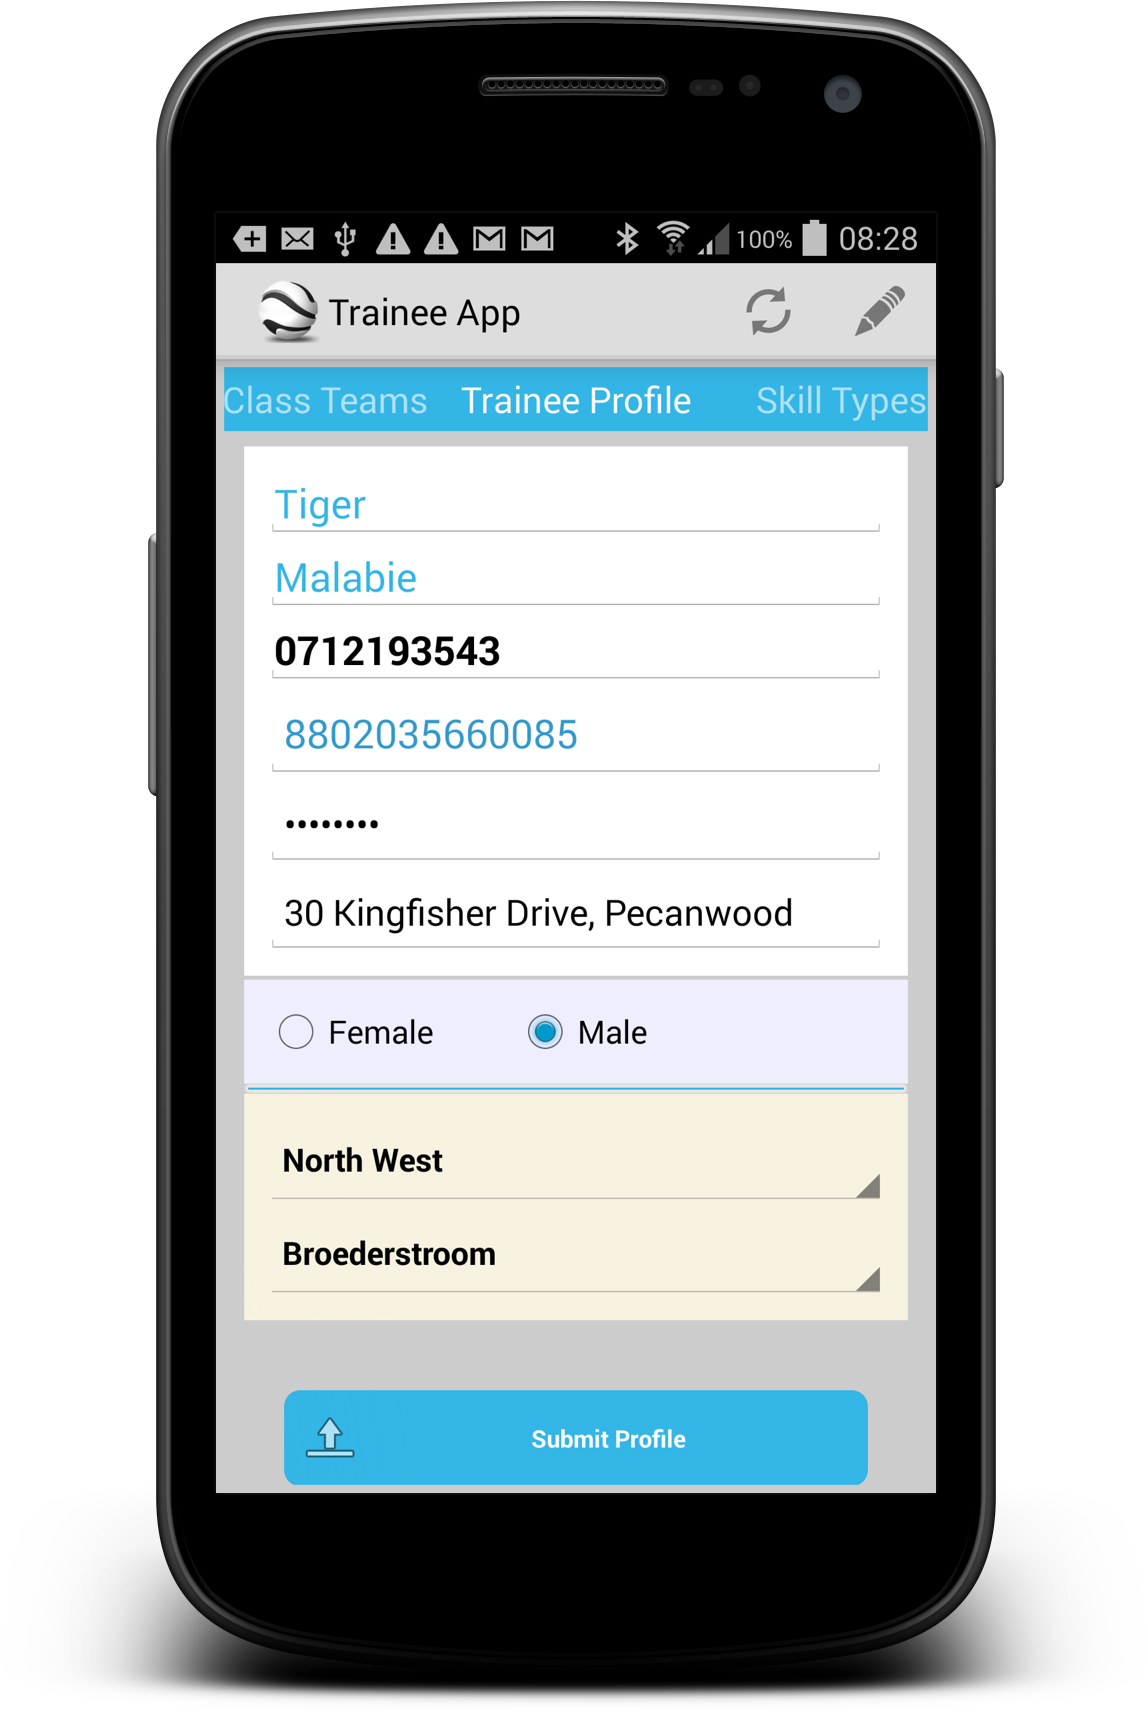 100% 08:28
Trainee App
Class Teams Trainee Profile Skill Types
Tiger
Malabie
0712193543
8802035660085
••••••••
30 Kingfisher Drive, Pecanwood
Female Male
North West
Broederstroom
Submit Profile